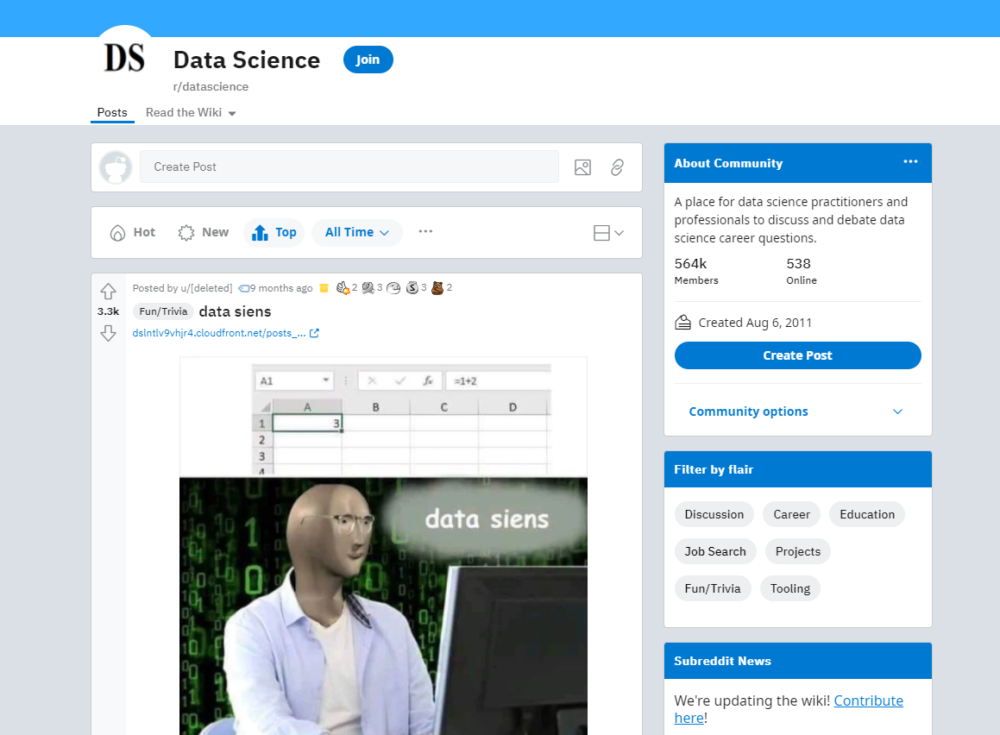 DS
Data Science
Join
r/datascience
Posts
Read the Wiki
Create Post
Hot
New
Top
All Time
Posted by u/[deleted]
9 months ago
2
3
3
2
3.3k
Fun/Trivia
data siens
dslntlv9vhjr4.cloudfront.net/posts_...
A1
fx
=1+2
A B C D
1 3
2
3
4
data siens
About Community
A place for data science practitioners and
professionals to discuss and debate data
science career questions.
564k 538
Members Online
Created Aug 6, 2011
Create Post
Community options
Filter by flair
Discussion Career Education
Job Search Projects
Fun/Trivia Tooling
Subreddit News
We're updating the wiki! Contribute
here!